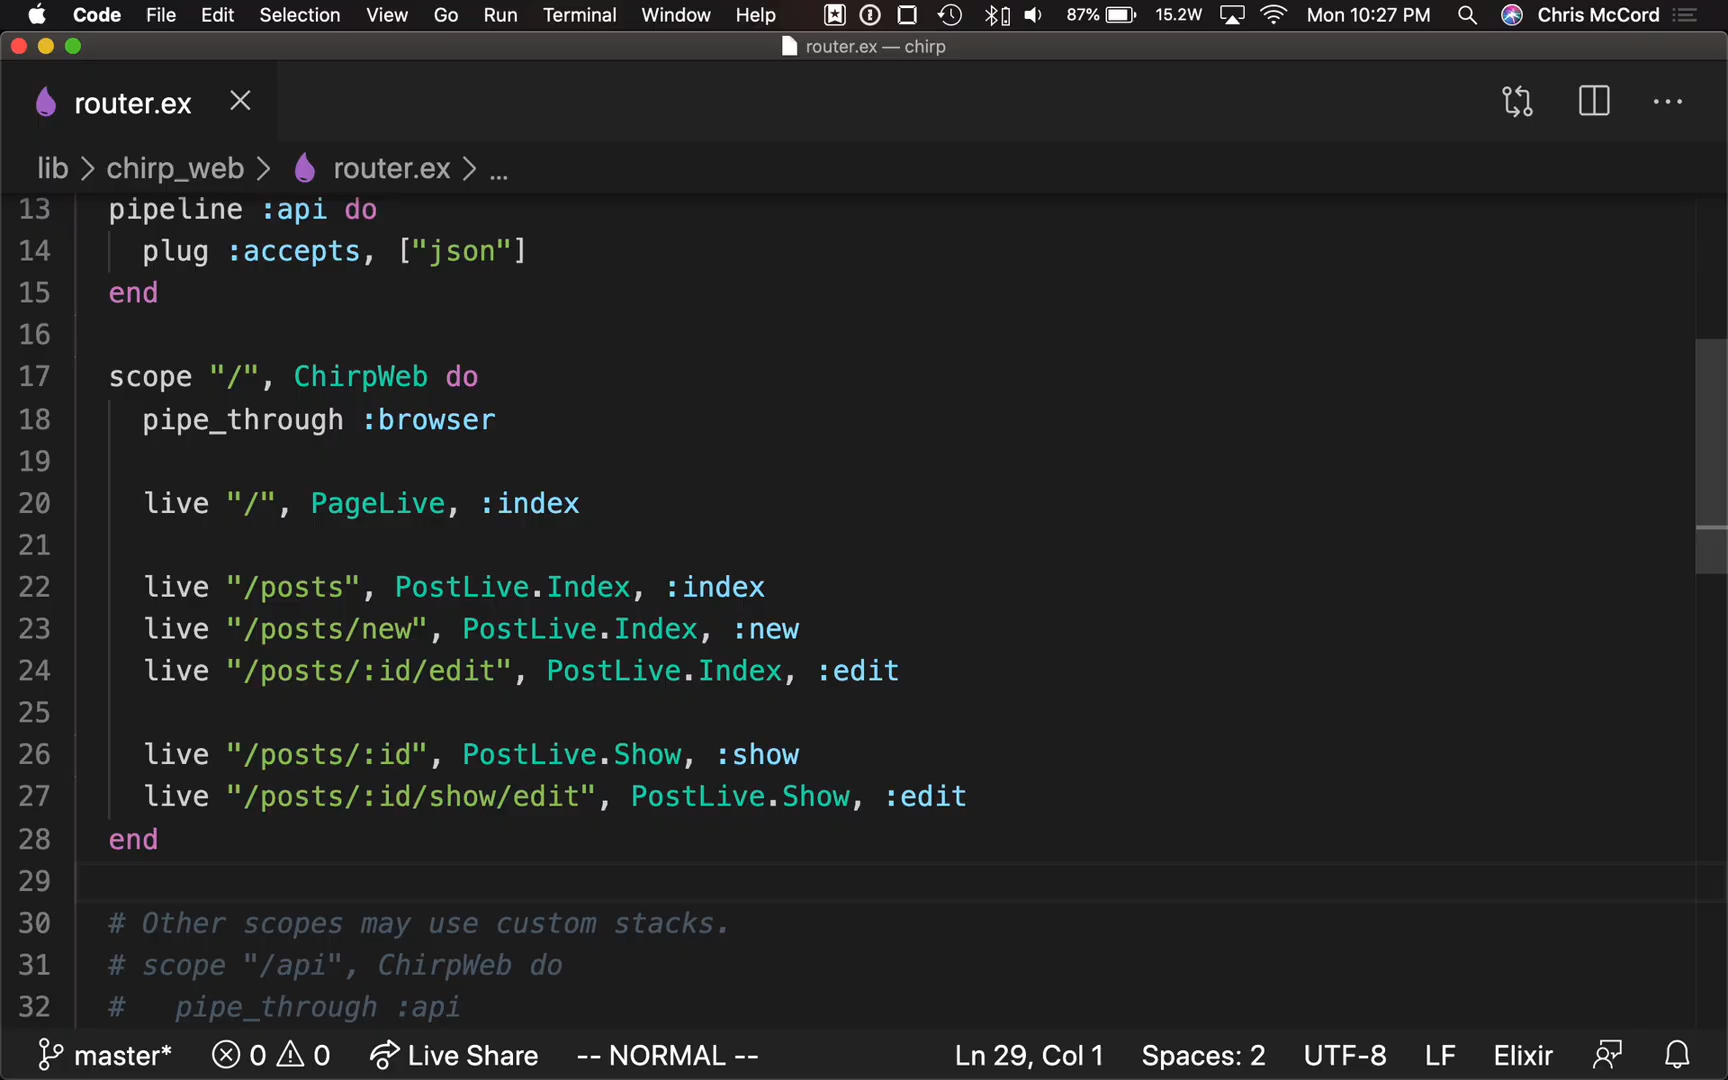 Code File Edit Selection View Go Run Terminal Window Help 87% 15.2W Mon 10:27 PM Chris McCord
router.ex — chirp
router.ex
lib > chirp_web > router.ex > ...
13 pipeline :api do
14 plug :accepts, ["json"]
15 end
16
17 scope "/", ChirpWeb do
18 pipe_through :browser
19
20 live "/", PageLive, :index
21
22 live "/posts", PostLive.Index, :index
23 live "/posts/new", PostLive.Index, :new
24 live "/posts/:id/edit", PostLive.Index, :edit
25
26 live "/posts/:id", PostLive.Show, :show
27 live "/posts/:id/show/edit", PostLive.Show, :edit
28 end
29
30 # Other scopes may use custom stacks.
31 # scope "/api", ChirpWeb do
32 # pipe_through :api
master* 0 0 Live Share -- NORMAL -- Ln 29, Col 1 Spaces: 2 UTF-8 LF Elixir